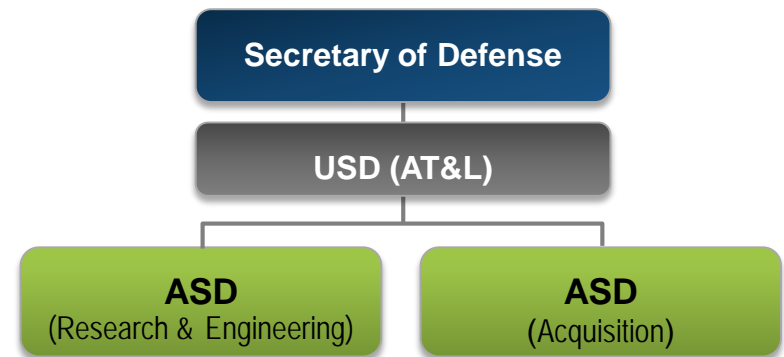 Secretary of Defense
USD (AT&L)
ASD
(Research & Engineering)
ASD
(Acquisition)